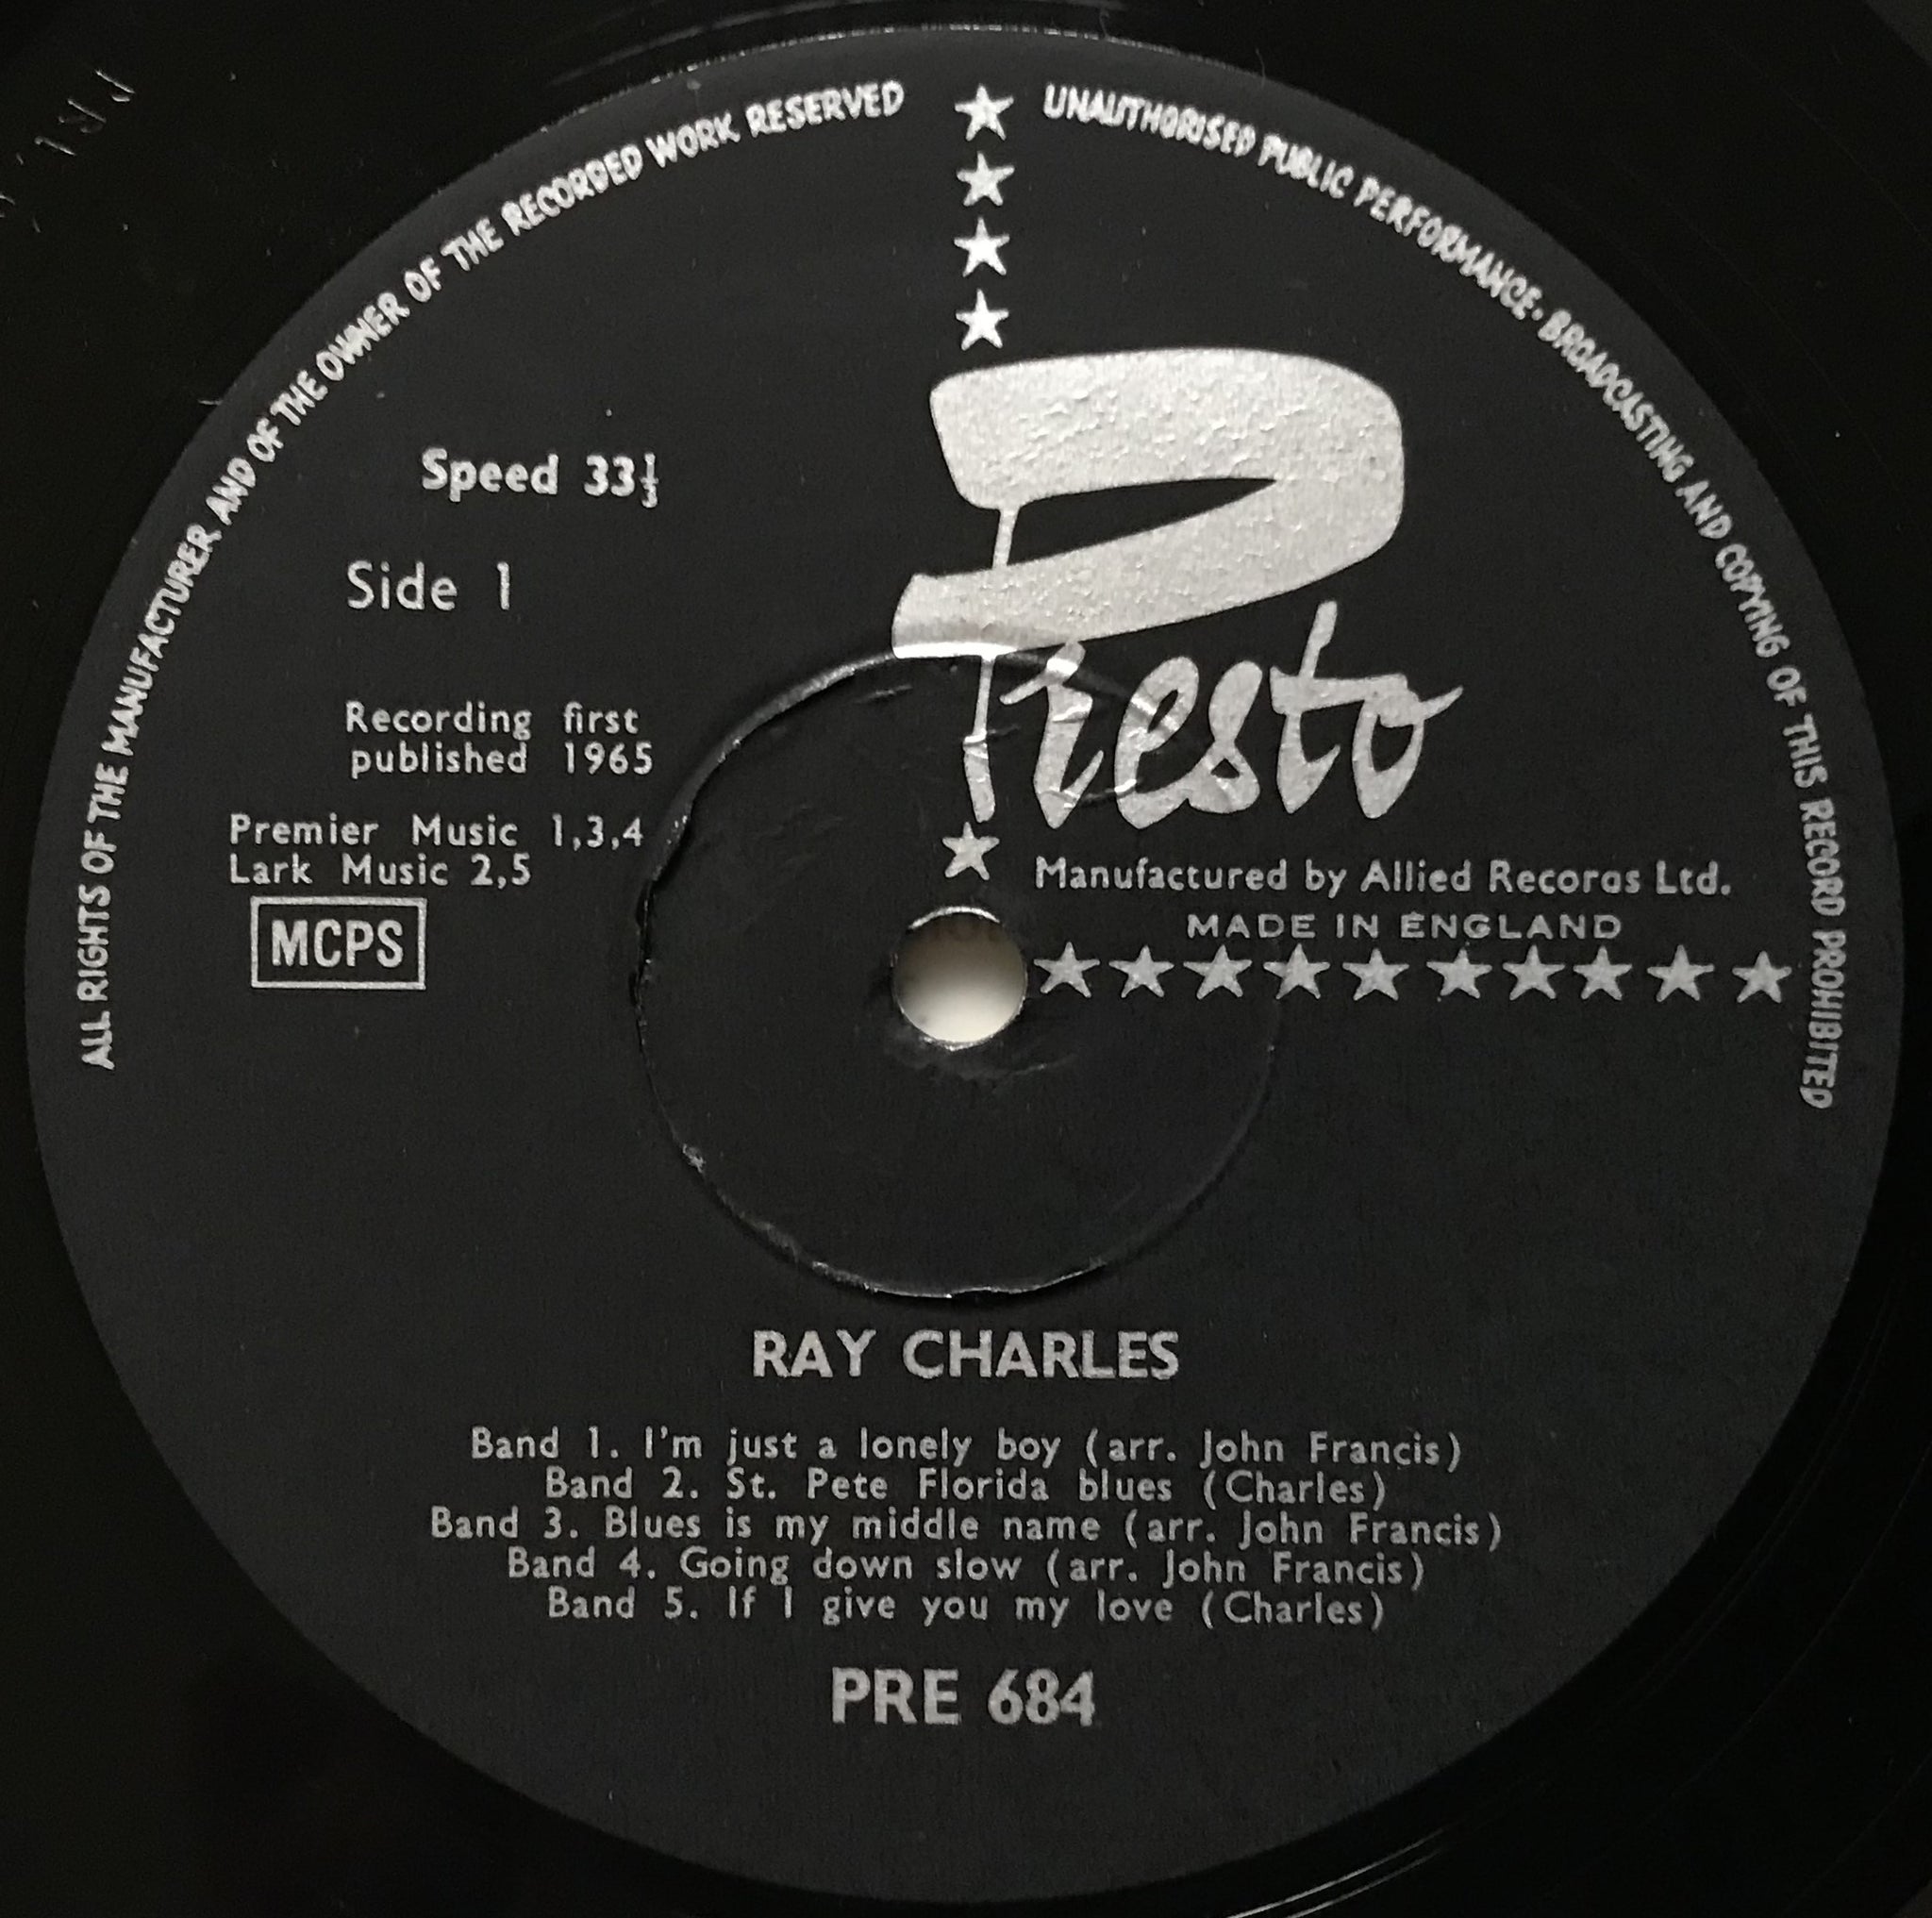 ALL RIGHTS OF THE MANUFACTURER AND OF THE OWNER OF THE RECORDED WORK RESERVED
UNAUTHORISED PUBLIC PERFORMANCE · BROADCASTING AND COPYING OF THIS RECORD PROHIBITED
Speed 33⅓
Side 1
Presto
Recording first
published 1965
Premier Music 1,3,4
Lark Music 2,5
MCPS
Manufactured by Allied Records Ltd.
MADE IN ENGLAND
RAY CHARLES
Band 1. I'm just a lonely boy (arr. John Francis)
Band 2. St. Pete Florida blues (Charles)
Band 3. Blues is my middle name (arr. John Francis)
Band 4. Going down slow (arr. John Francis)
Band 5. If I give you my love (Charles)
PRE 684